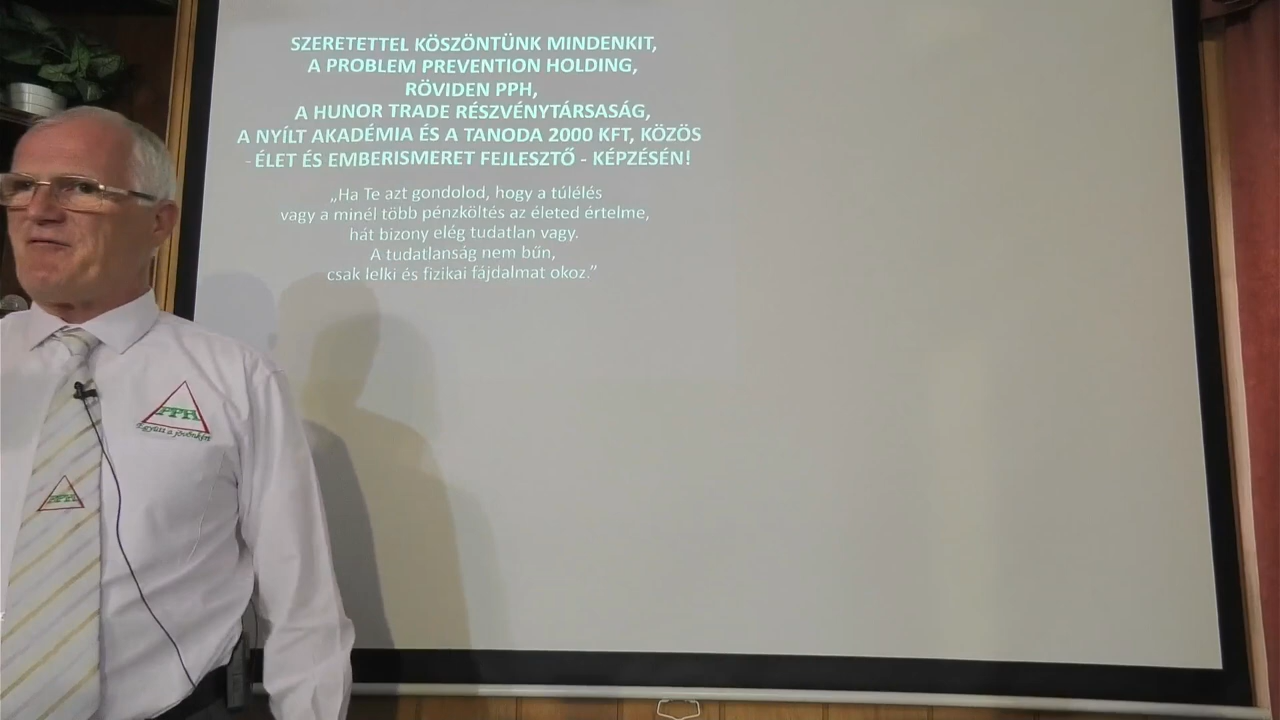 SZERETETTEL KÖSZÖNTÜNK MINDENKIT,
A PROBLEM PREVENTION HOLDING,
RÖVIDEN PPH,
A HUNOR TRADE RÉSZVÉNYTÁRSASÁG,
A NYÍLT AKADÉMIA ÉS A TANODA 2000 KFT, KÖZÖS
- ÉLET ÉS EMBERISMERET FEJLESZTŐ - KÉPZÉSÉN!
„Ha Te azt gondolod, hogy a túlélés
vagy a minél több pénzköltés az életed értelme,
hát bizony elég tudatlan vagy.
A tudatlanság nem bűn,
csak lelki és fizikai fájdalmat okoz.”
PPH
Együtt a jövőnkért
PPH